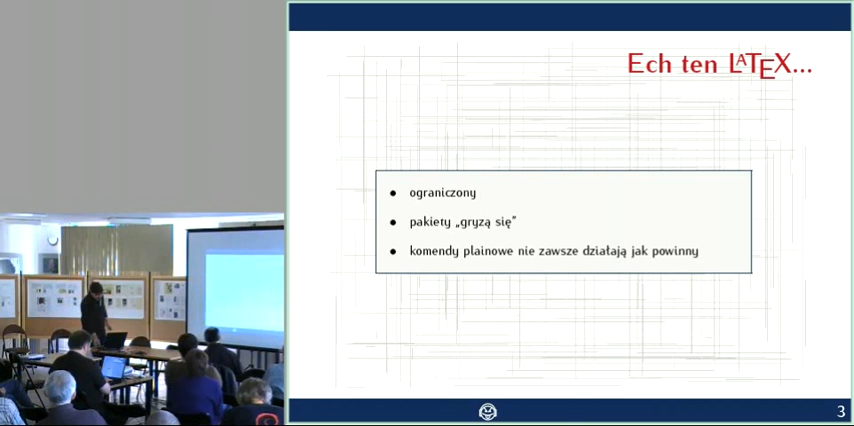 Ech ten LATEX...
● ograniczony
● pakiety „gryzą się”
● komendy plainowe nie zawsze działają jak powinny
3